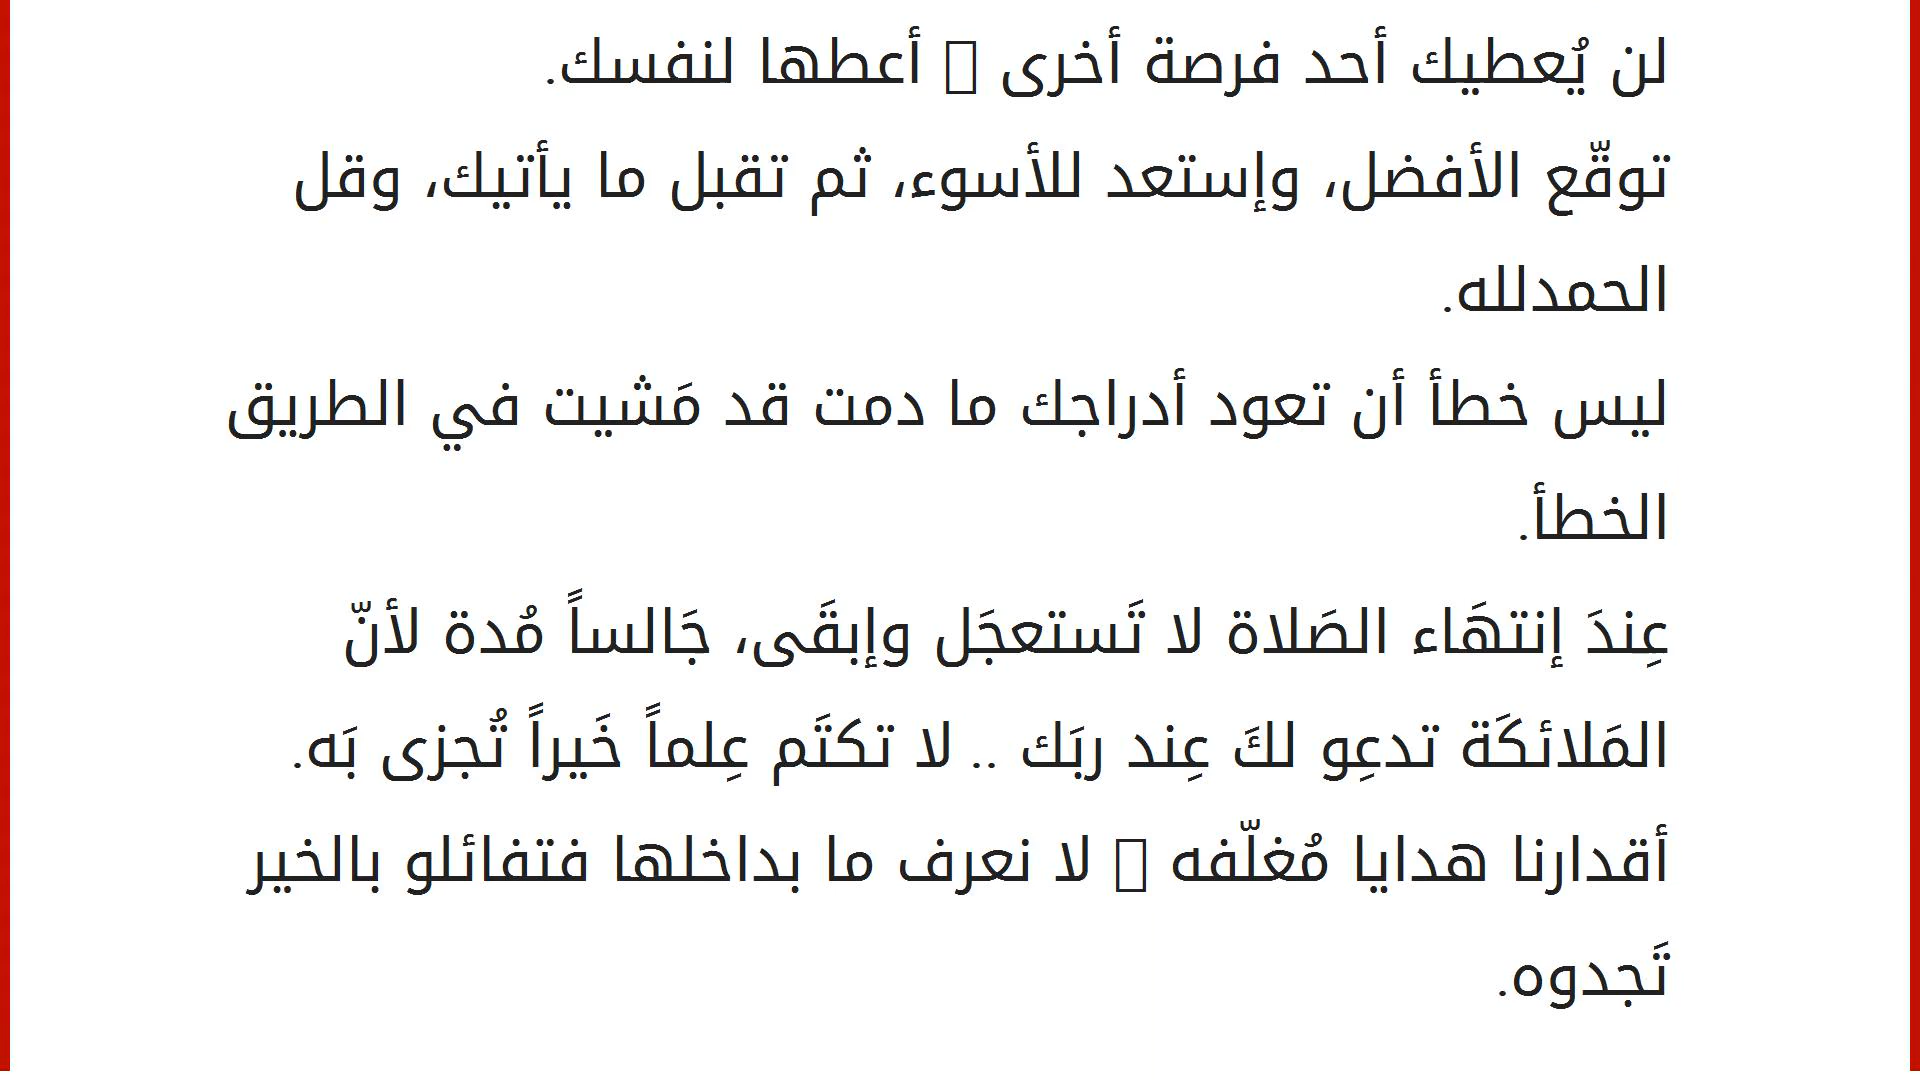 لن يُعطيك أحد فرصة أخرى ▯ أعطها لنفسك.
توقّع الأفضل، وإستعد للأسوء، ثم تقبل ما يأتيك، وقل
الحمدلله.
ليس خطأ أن تعود أدراجك ما دمت قد مَشيت في الطريق
الخطأ.
عِندَ إنتهَاء الصَلاة لا تَستعجَل وإبقَى، جَالساً مُدة لأنّ
المَلائكَة تدعِو لكَ عِند ربَك .. لا تكتَم عِلماً خَيراً تُجزى بَه.
أقدارنا هدايا مُغلّفه ▯ لا نعرف ما بداخلها فتفائلو بالخير
تَجدوه.